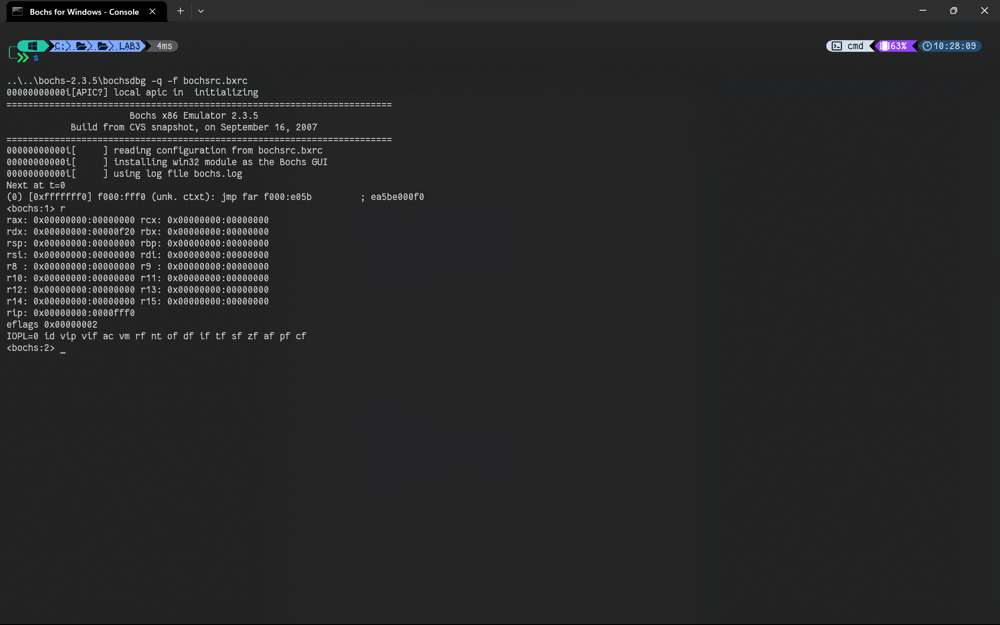 Bochs for Windows - Console
C: LAB3 4ms cmd 63% 10:28:09
s
..\..\bochs-2.3.5\bochsdbg -q -f bochsrc.bxrc
00000000000i[APIC?] local apic in  initializing
========================================================================
Bochs x86 Emulator 2.3.5
Build from CVS snapshot, on September 16, 2007
========================================================================
00000000000i[     ] reading configuration from bochsrc.bxrc
00000000000i[     ] installing win32 module as the Bochs GUI
00000000000i[     ] using log file bochs.log
Next at t=0
(0) [0xfffffff0] f000:fff0 (unk. ctxt): jmp far f000:e05b         ; ea5be000f0
<bochs:1> r
rax: 0x00000000:00000000 rcx: 0x00000000:00000000
rdx: 0x00000000:00000f20 rbx: 0x00000000:00000000
rsp: 0x00000000:00000000 rbp: 0x00000000:00000000
rsi: 0x00000000:00000000 rdi: 0x00000000:00000000
r8 : 0x00000000:00000000 r9 : 0x00000000:00000000
r10: 0x00000000:00000000 r11: 0x00000000:00000000
r12: 0x00000000:00000000 r13: 0x00000000:00000000
r14: 0x00000000:00000000 r15: 0x00000000:00000000
rip: 0x00000000:0000fff0
eflags 0x00000002
IOPL=0 id vip vif ac vm rf nt of df if tf sf zf af pf cf
<bochs:2> _